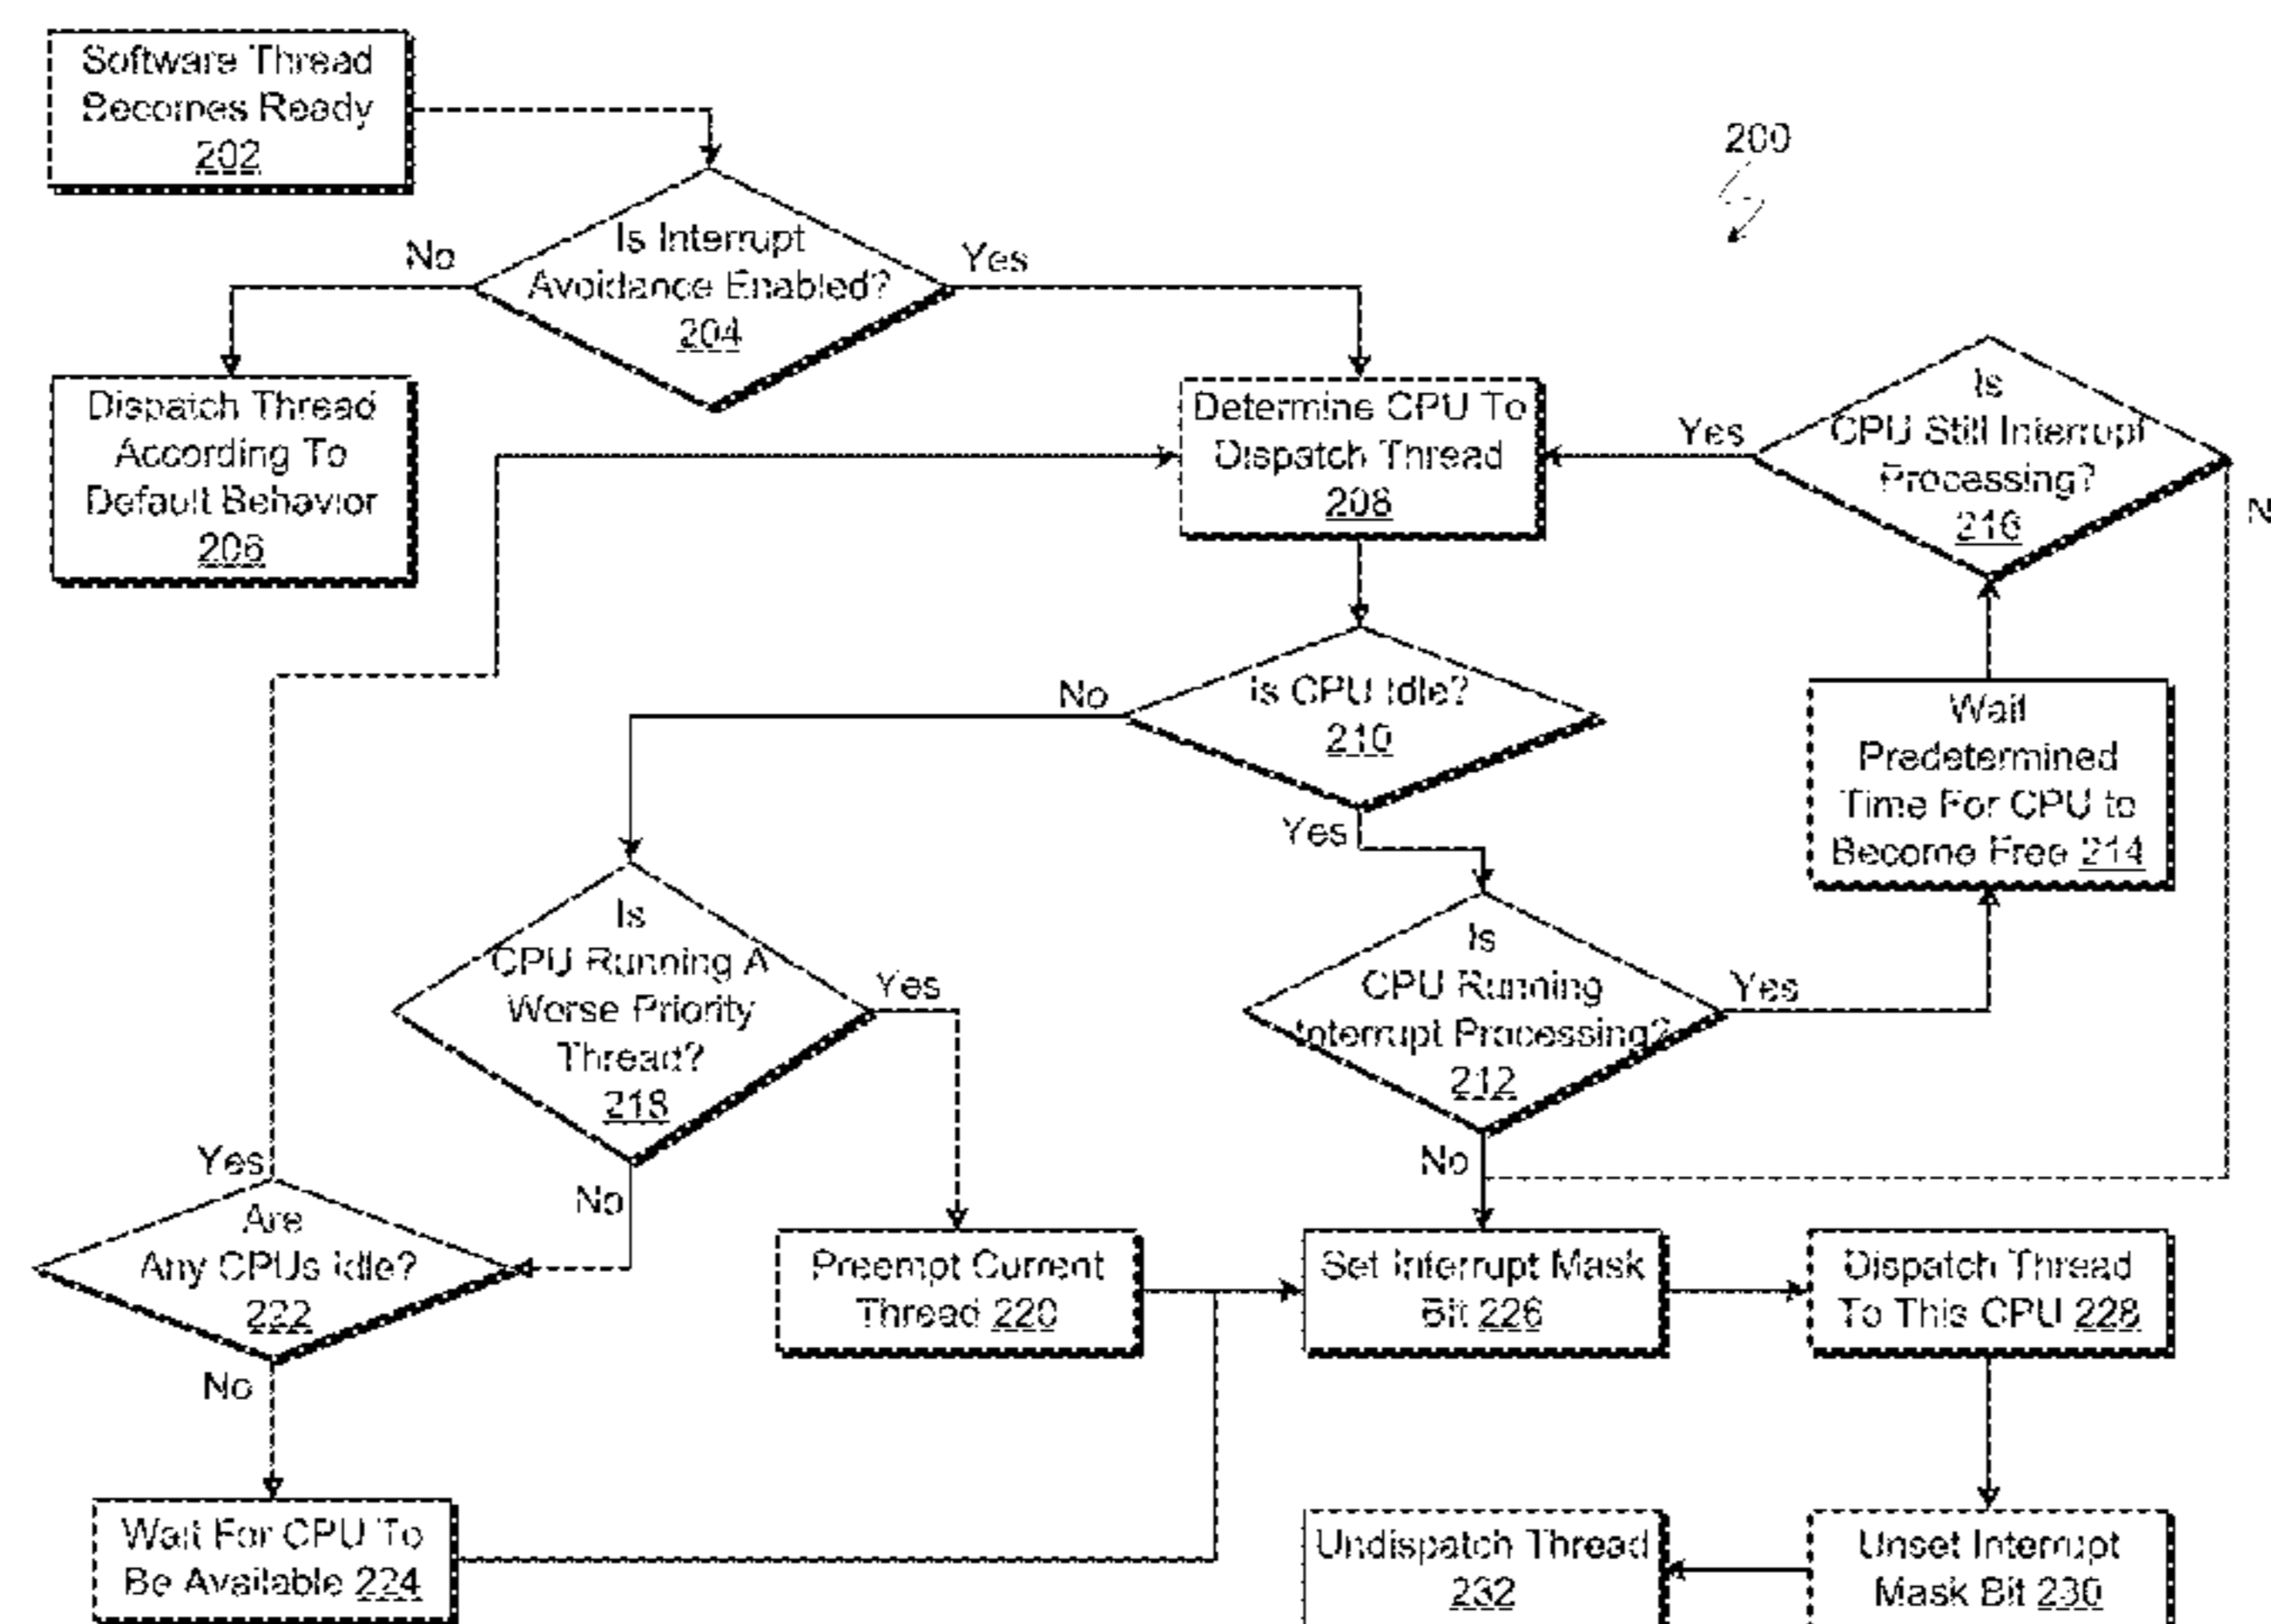 Software Thread
Becomes Ready
202
200
Is Interrupt
Avoidance Enabled?
204
No
Yes
Dispatch Thread
According To
Default Behavior
206
Determine CPU To
Dispatch Thread
208
Is
CPU Still Interrupt
Processing?
216
Yes
N
Is CPU Idle?
210
No
Yes
Wait
Predetermined
Time For CPU to
Become Free 214
Is
CPU Running A
Worse Priority
Thread?
218
Yes
No
Is
CPU Running
Interrupt Processing?
212
Yes
No
Yes
Are
Any CPUs Idle?
222
No
Preempt Current
Thread 220
Set Interrupt Mask
Bit 226
Dispatch Thread
To This CPU 228
Wait For CPU To
Be Available 224
Undispatch Thread
232
Unset Interrupt
Mask Bit 230